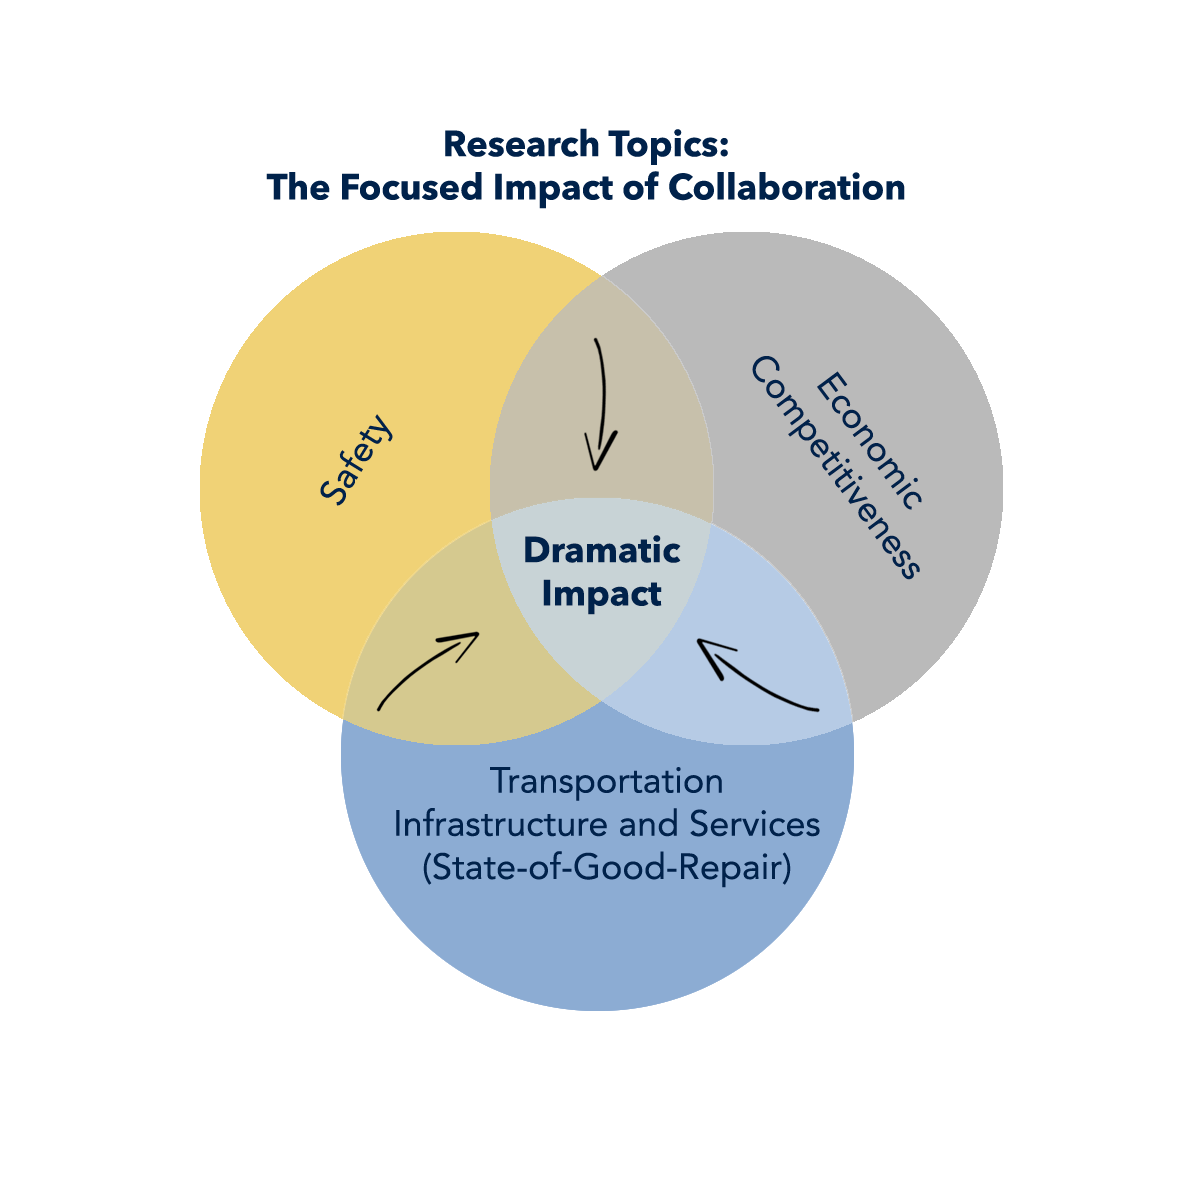 Research Topics:
The Focused Impact of Collaboration
Safety
Economic
Competitiveness
Dramatic
Impact
Transportation
Infrastructure and Services
(State-of-Good-Repair)